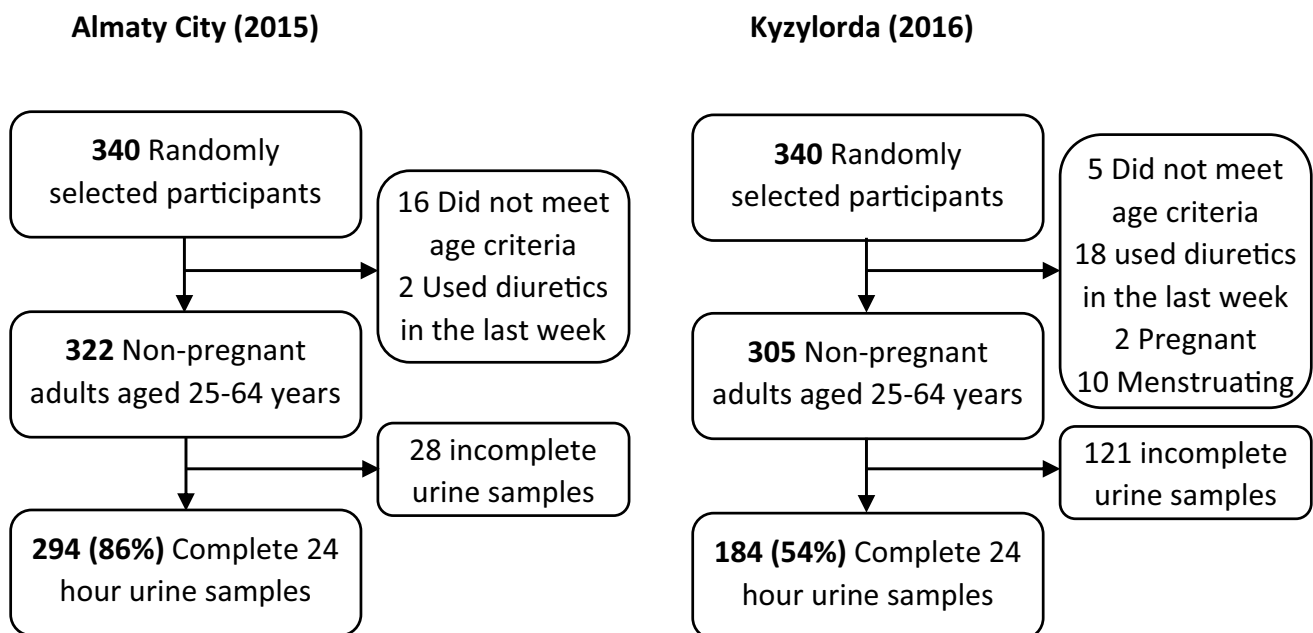 Almaty City (2015)
340 Randomly
selected participants
16 Did not meet
age criteria
2 Used diuretics
in the last week
322 Non-pregnant
adults aged 25-64 years
28 incomplete
urine samples
294 (86%) Complete 24
hour urine samples
Kyzylorda (2016)
340 Randomly
selected participants
5 Did not meet
age criteria
18 used diuretics
in the last week
2 Pregnant
10 Menstruating
305 Non-pregnant
adults aged 25-64 years
121 incomplete
urine samples
184 (54%) Complete 24
hour urine samples